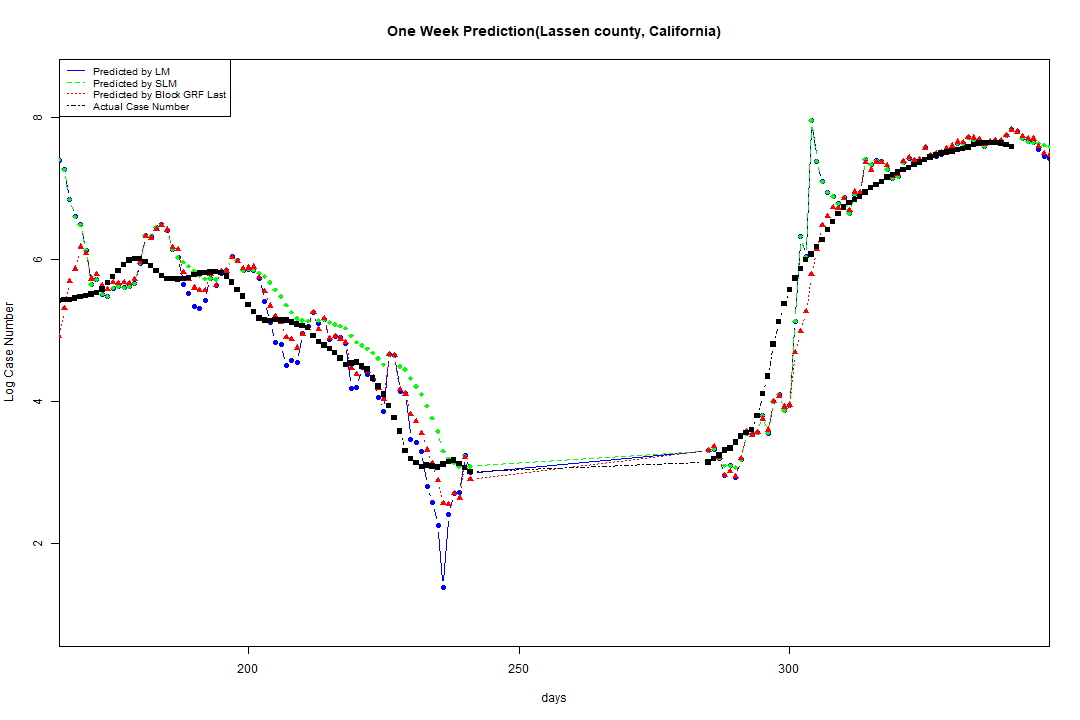 One Week Prediction(Lassen county, California)
Predicted by LM
Predicted by SLM
Predicted by Block GRF Last
Actual Case Number
8
6
4
2
Log Case Number
200 250 300
days